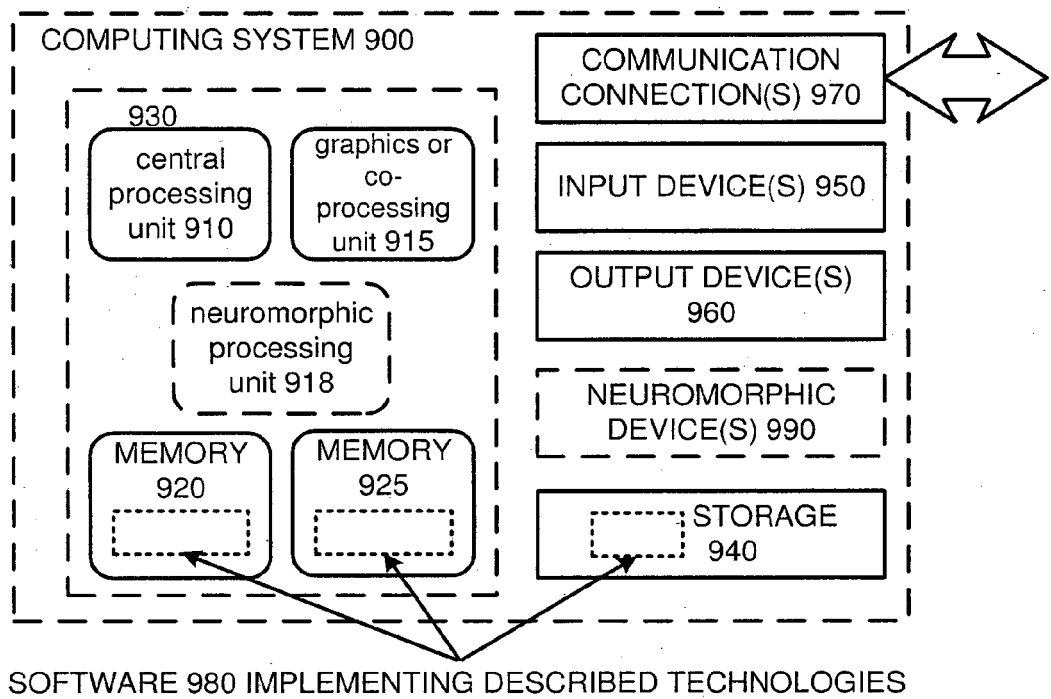 COMPUTING SYSTEM 900
930
central
processing
unit 910
graphics or
co-
processing
unit 915
neuromorphic
processing
unit 918
MEMORY
920
MEMORY
925
COMMUNICATION
CONNECTION(S) 970
INPUT DEVICE(S) 950
OUTPUT DEVICE(S)
960
NEUROMORPHIC
DEVICE(S) 990
STORAGE
940
SOFTWARE 980 IMPLEMENTING DESCRIBED TECHNOLOGIES